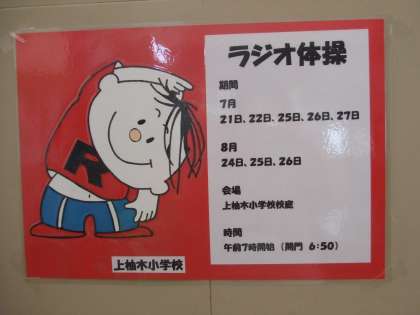 ラジオ体操
期間
7月
21日、22日、25日、26日、27日
8月
24日、25日、26日
会場
上柚木小学校校庭
時間
午前7時開始（開門 6:50）
R
上柚木小学校